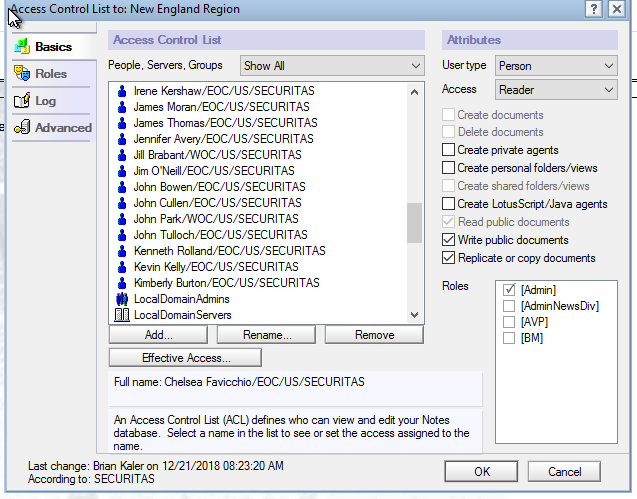 Access Control List to: New England Region
?
Basics
Roles
Log
Advanced
Access Control List
People, Servers, Groups
Show All
Irene Kershaw/EOC/US/SECURITAS
James Moran/EOC/US/SECURITAS
James Thomas/EOC/US/SECURITAS
Jennifer Avery/EOC/US/SECURITAS
Jill Brabant/WOC/US/SECURITAS
Jim O'Neill/EOC/US/SECURITAS
John Bowen/EOC/US/SECURITAS
John Cullen/EOC/US/SECURITAS
John Park/WOC/US/SECURITAS
John Tulloch/EOC/US/SECURITAS
Kenneth Rolland/EOC/US/SECURITAS
Kevin Kelly/EOC/US/SECURITAS
Kimberly Burton/EOC/US/SECURITAS
LocalDomainAdmins
LocalDomainServers
Add...
Rename...
Remove
Effective Access...
Full name: Chelsea Favicchio/EOC/US/SECURITAS
An Access Control List (ACL) defines who can view and edit your Notes
database. Select a name in the list to see or set the access assigned to the
name.
Attributes
User type
Person
Access
Reader
Create documents
Delete documents
Create private agents
Create personal folders/views
Create shared folders/views
Create LotusScript/Java agents
Read public documents
Write public documents
Replicate or copy documents
Roles
[Admin]
[AdminNewsDiv]
[AVP]
[BM]
Last change: Brian Kaler on 12/21/2018 08:23:20 AM
According to: SECURITAS
OK
Cancel